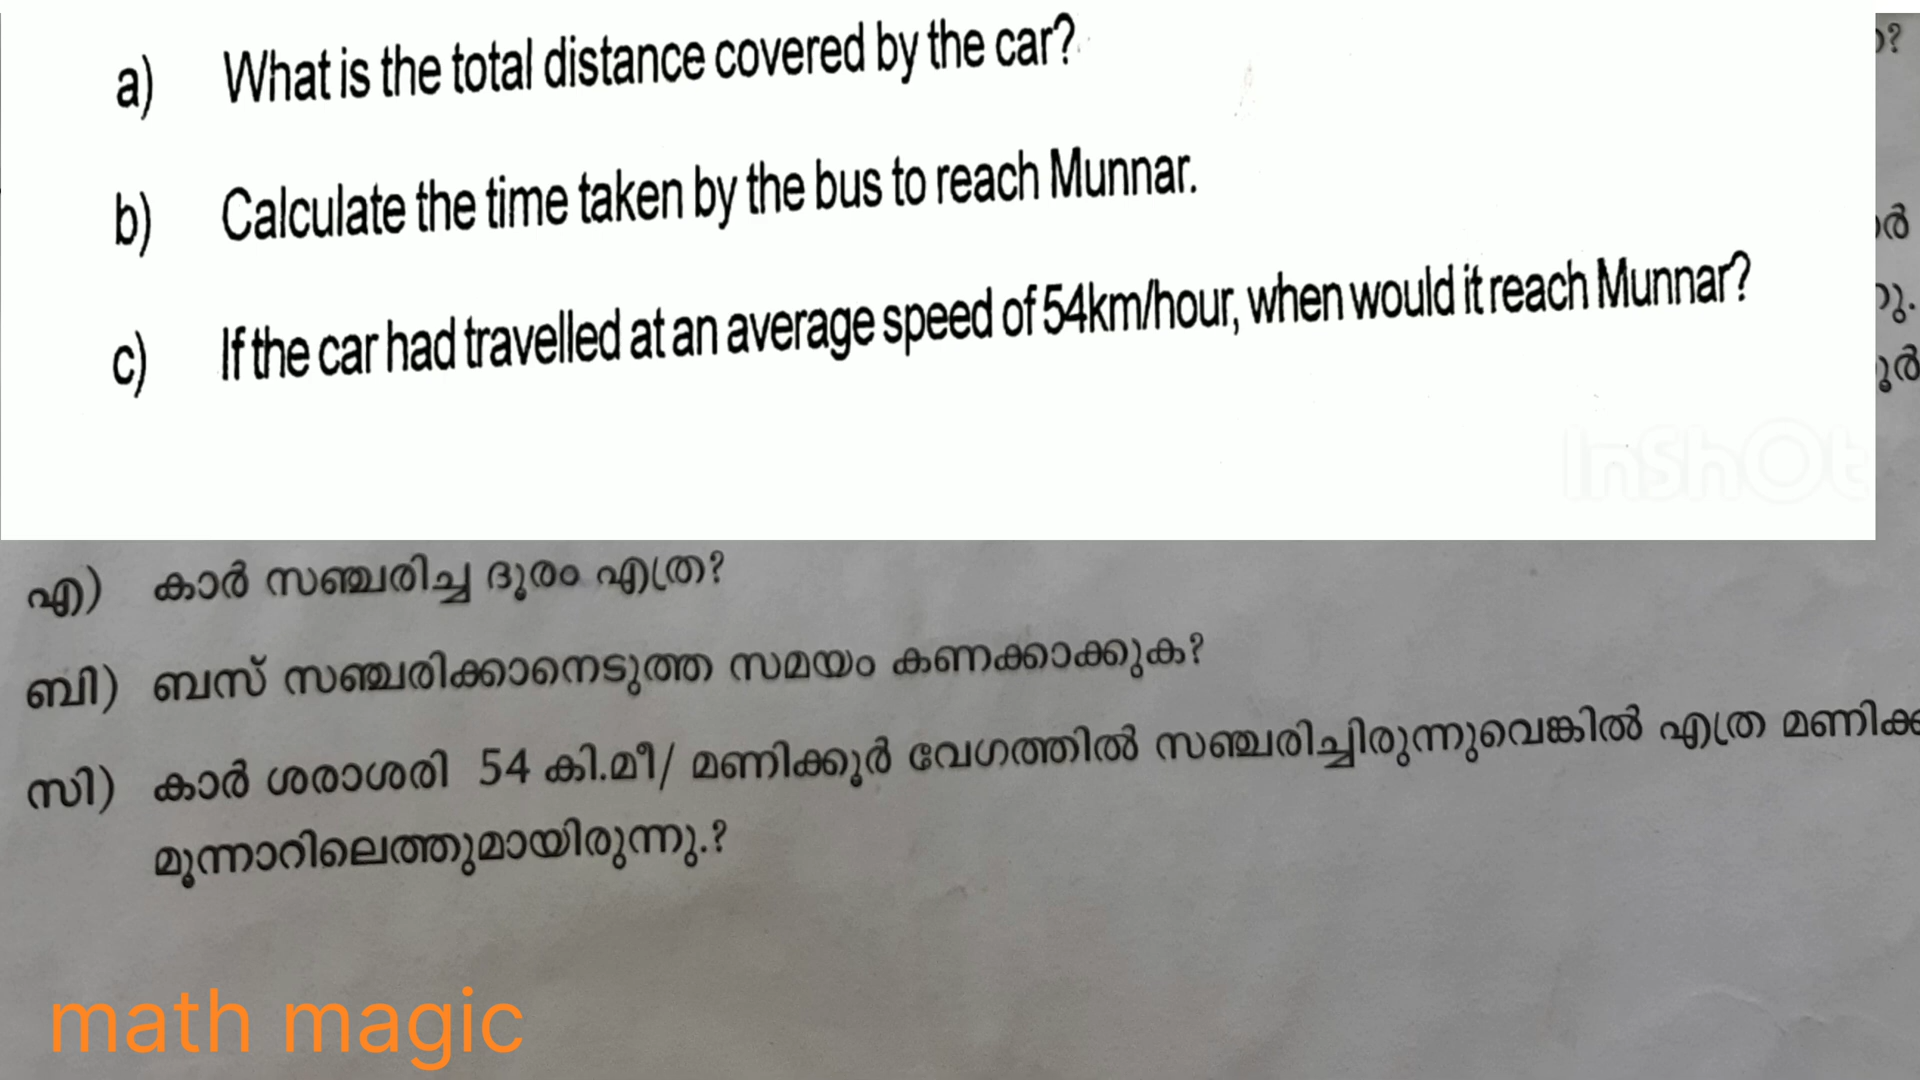 a) What is the total distance covered by the car?
b) Calculate the time taken by the bus to reach Munnar.
c) If the car had travelled at an average speed of 54km/hour, when would it reach Munnar?
InShOt
എ) കാർ സഞ്ചരിച്ച ദൂരം എത്ര?
ബി) ബസ് സഞ്ചരിക്കാനെടുത്ത സമയം കണക്കാക്കുക?
സി) കാർ ശരാശരി 54 കി.മീ/ മണിക്കൂർ വേഗത്തിൽ സഞ്ചരിച്ചിരുന്നുവെങ്കിൽ എത്ര
മൂന്നാറിലെത്തുമായിരുന്നു.?
math magic